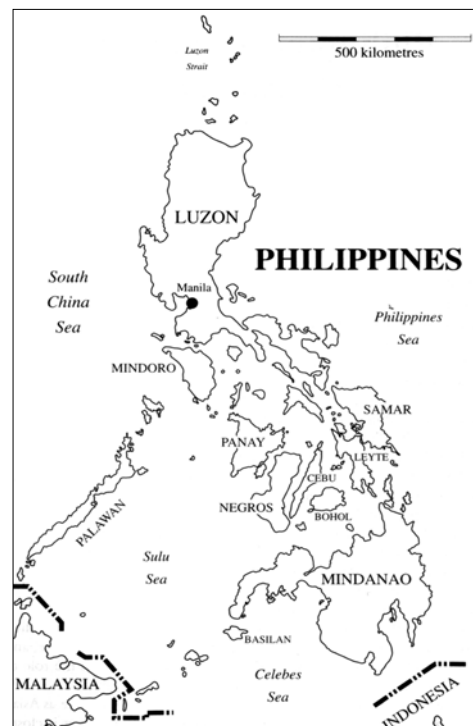 Luzon
Strait
500 kilometres
LUZON
PHILIPPINES
South
China
Sea
Manila
Philippines
Sea
MINDORO
SAMAR
PANAY
LEYTE
CEBU
NEGROS
BOHOL
PALAWAN
Sulu
Sea
MINDANAO
BASILAN
MALAYSIA
Celebes
Sea
INDONESIA